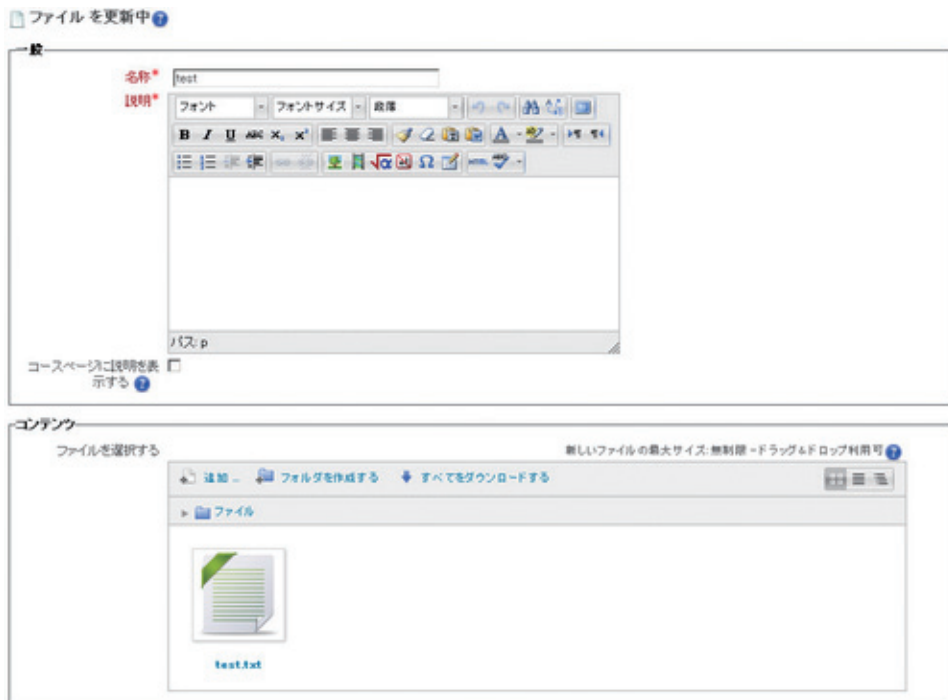 ファイル を更新中
一般
名称*
test
説明*
フォント
フォントサイズ
段落
B I U ABC x₂ x²
Ω
HTML
パス: p
コースページに説明を表
示する
コンテンツ
ファイルを選択する
新しいファイルの最大サイズ: 無制限 - ドラッグ&ドロップ利用可
追加 ...
フォルダを作成する
すべてをダウンロードする
ファイル
test.txt